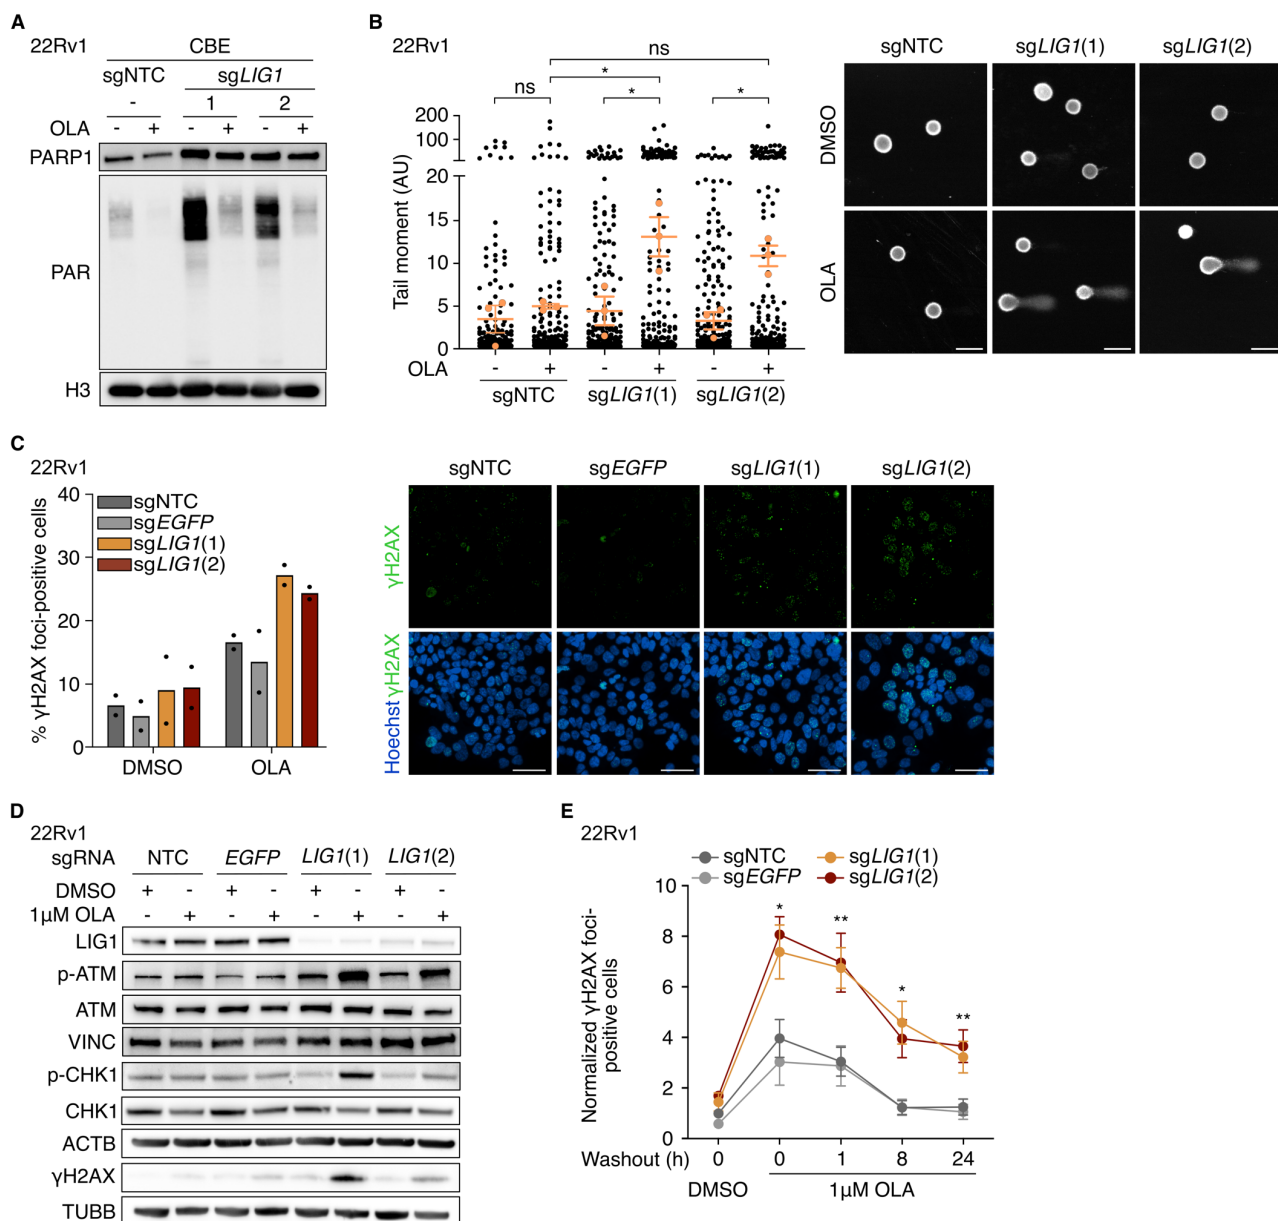 A
22Rv1
CBE
sgNTC sgLIG1
- 1 2
OLA - + - + - +
PARP1
PAR
H3
B
22Rv1
ns
*
ns * *
Tail moment (AU)
200
100
20
15
10
5
0
OLA - + - + - +
sgNTC sgLIG1(1) sgLIG1(2)
sgNTC sgLIG1(1) sgLIG1(2)
DMSO
OLA
C
22Rv1
% γH2AX foci-positive cells
40
30
20
10
0
sgNTC
sgEGFP
sgLIG1(1)
sgLIG1(2)
DMSO OLA
sgNTC sgEGFP sgLIG1(1) sgLIG1(2)
γH2AX
Hoechst γH2AX
D
22Rv1
sgRNA NTC EGFP LIG1(1) LIG1(2)
DMSO + - + - + - + -
1µM OLA - + - + - + - +
LIG1
p-ATM
ATM
VINC
p-CHK1
CHK1
ACTB
γH2AX
TUBB
E
22Rv1
sgNTC sgLIG1(1)
sgEGFP sgLIG1(2)
Normalized γH2AX foci-
positive cells
10
8
6
4
2
0
* ** * **
Washout (h) 0 0 1 8 24
DMSO 1µM OLA